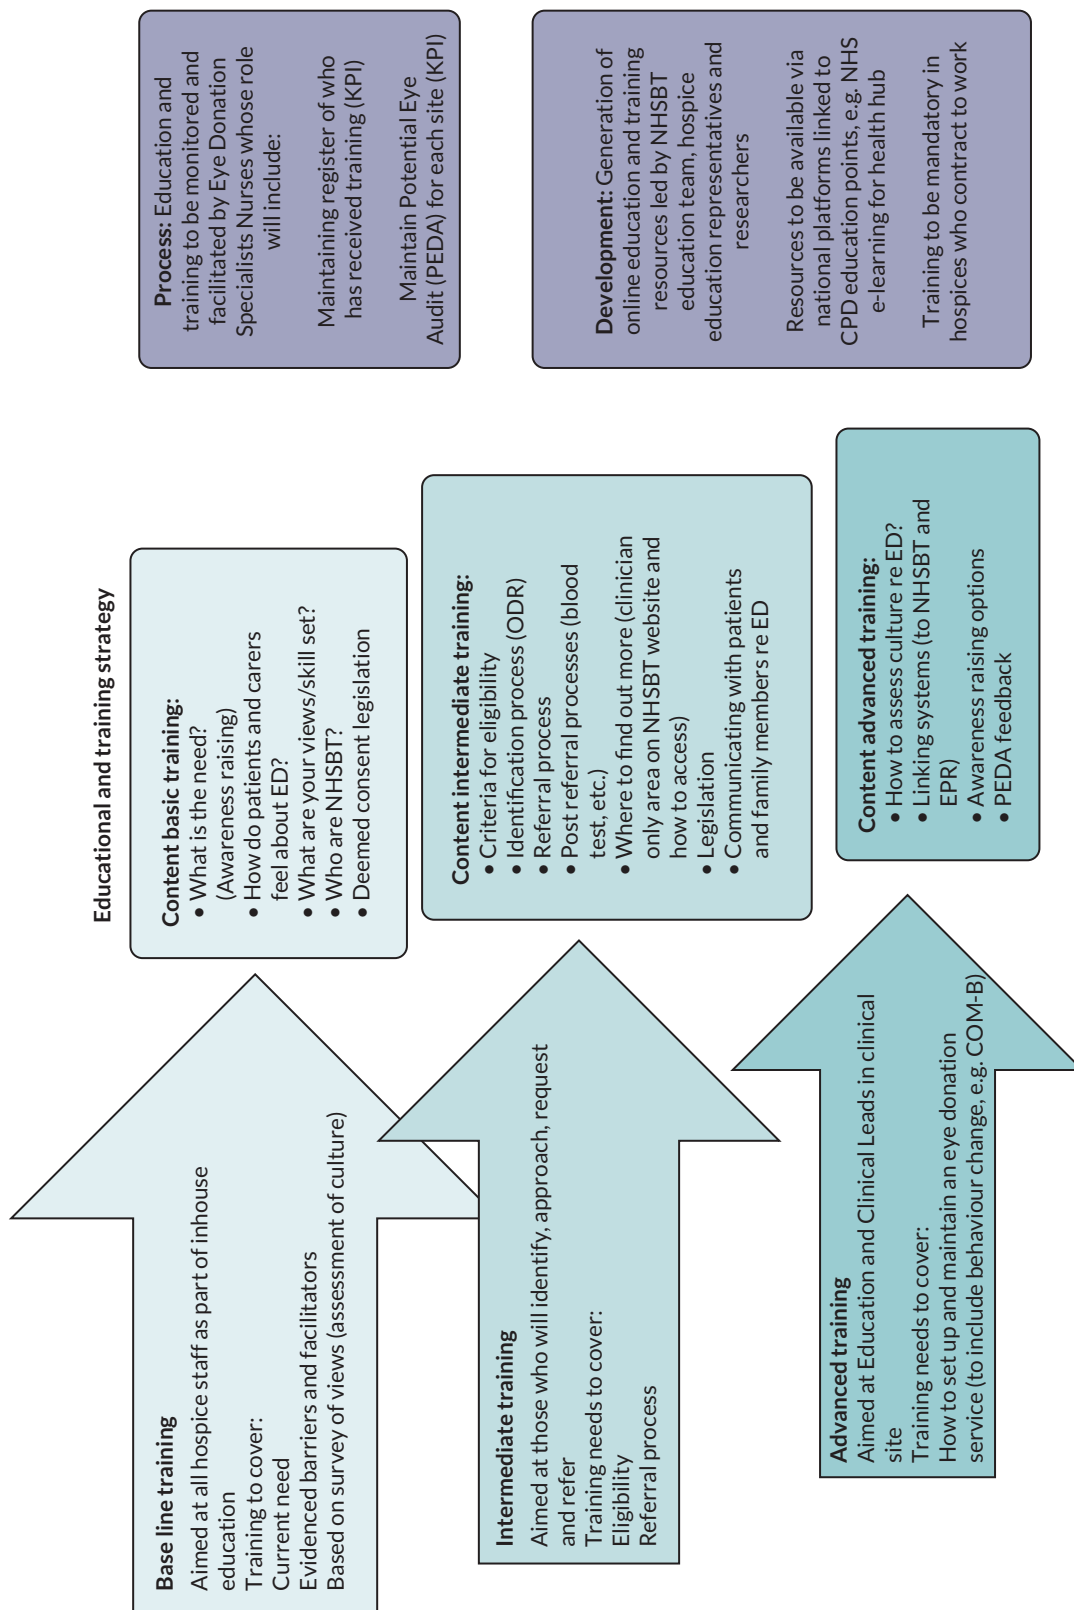 Educational and training strategy
Base line training
Aimed at all hospice staff as part of inhouse
education
Training to cover:
Current need
Evidenced barriers and facilitators
Based on survey of views (assessment of culture)
Content basic training:
• What is the need?
(Awareness raising)
• How do patients and carers
feel about ED?
• What are your views/skill set?
• Who are NHSBT?
• Deemed consent legislation
Process: Education and
training to be monitored and
facilitated by Eye Donation
Specialists Nurses whose role
will include:
Maintaining register of who
has received training (KPI)
Maintain Potential Eye
Audit (PEDA) for each site (KPI)
Intermediate training
Aimed at those who will identify, approach, request
and refer
Training needs to cover:
Eligibility
Referral process
Content intermediate training:
• Criteria for eligibility
• Identification process (ODR)
• Referral process
• Post referral processes (blood
test, etc.)
• Where to find out more (clinician
only area on NHSBT website and
how to access)
• Legislation
• Communicating with patients
and family members re ED
Development: Generation of
online education and training
resources led by NHSBT
education team, hospice
education representatives and
researchers
Resources to be available via
national platforms linked to
CPD education points, e.g. NHS
e-learning for health hub
Training to be mandatory in
hospices who contract to work
Advanced training
Aimed at Education and Clinical Leads in clinical
site
Training needs to cover:
How to set up and maintain an eye donation
service (to include behaviour change, e.g. COM-B)
Content advanced training:
• How to assess culture re ED?
• Linking systems (to NHSBT and
EPR)
• Awareness raising options
• PEDA feedback